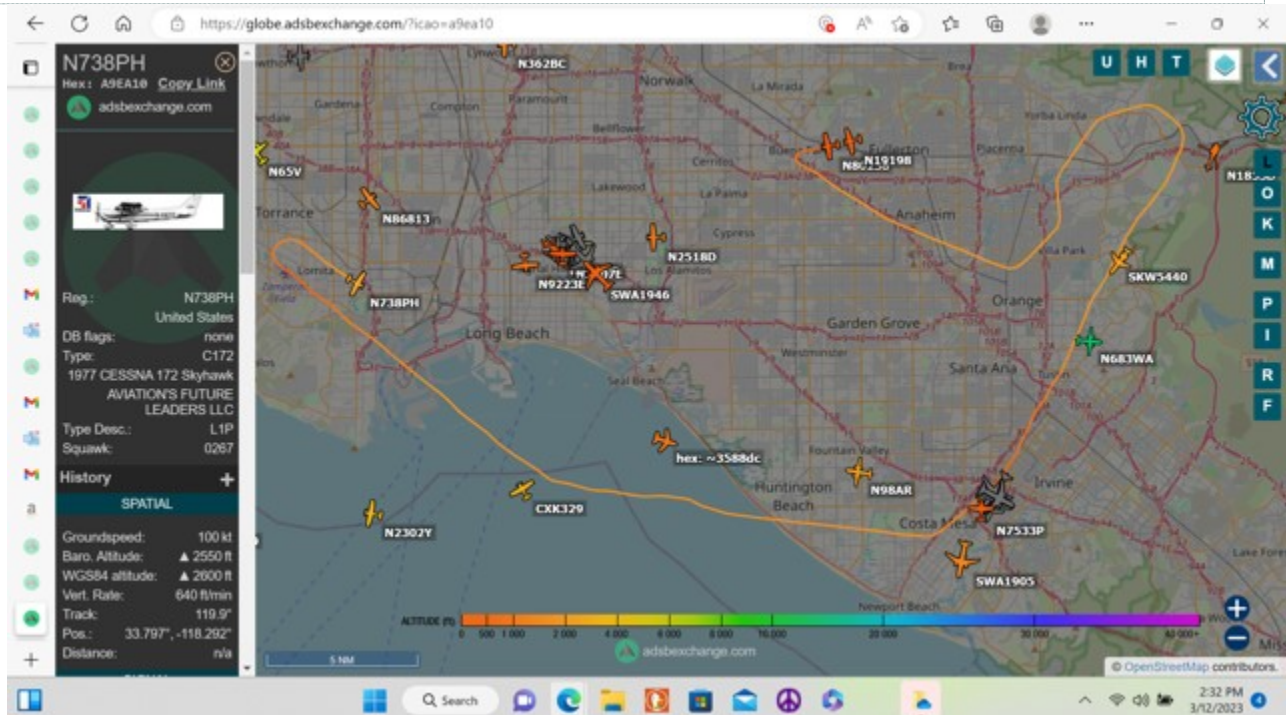 https://globe.adsbexchange.com/?icao=a9ea10
N738PH
Hex: A9EA10 Copy Link
adsbexchange.com
Reg.: N738PH
United States
DB flags: none
Type: C172
1977 CESSNA 172 Skyhawk
AVIATION'S FUTURE
LEADERS LLC
Type Desc.: L1P
Squawk: 0267
History +
SPATIAL
Groundspeed: 100 kt
Baro. Altitude: ▲ 2550 ft
WGS84 altitude: ▲ 2600 ft
Vert. Rate: 640 ft/min
Track: 119.9°
Pos.: 33.797°, -118.292°
Distance: n/a
N362BC
Norwalk
La Mirada
Brea
U H T
Gardena
Compton
Paramount
Yorba Linda
Bellflower
Buena
Fullerton
Placentia
N65V
Cerritos
N1919B
L
O
K
M
P
I
R
F
Lakewood
La Palma
Torrance
N86813
Anaheim
Cypress
Villa Park
N2518D
Los Alamitos
Lomita
N9223E
SWA1946
SKW5440
N738PH
Orange
Long Beach
Garden Grove
Westminster
N683WA
Santa Ana
Tustin
Seal Beach
hex: ~3588dc
Fountain Valley
Huntington
Beach
N98AR
Irvine
CXK329
Costa Mesa
N7533P
N2302Y
SWA1905
Lake Fore
Newport Beach
ALTITUDE (ft)
0 500 1 000 2 000 4 000 6 000 8 000 10 000 20 000 30 000 40 000+
adsbexchange.com
5 NM
© OpenStreetMap contributors.
Search
2:32 PM
3/12/2023